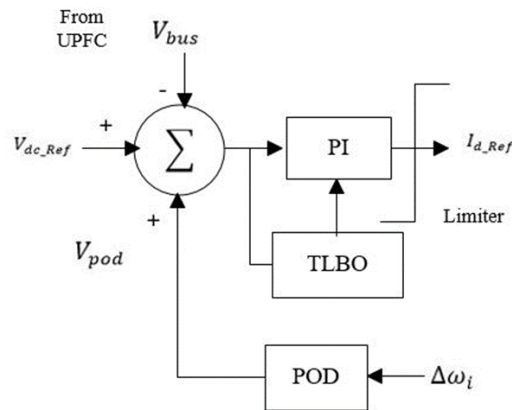 From
UPFC
V_bus
-
+
V_dc_Ref
∑
PI
I_d_Ref
+
Limiter
V_pod
TLBO
POD
Δω_i